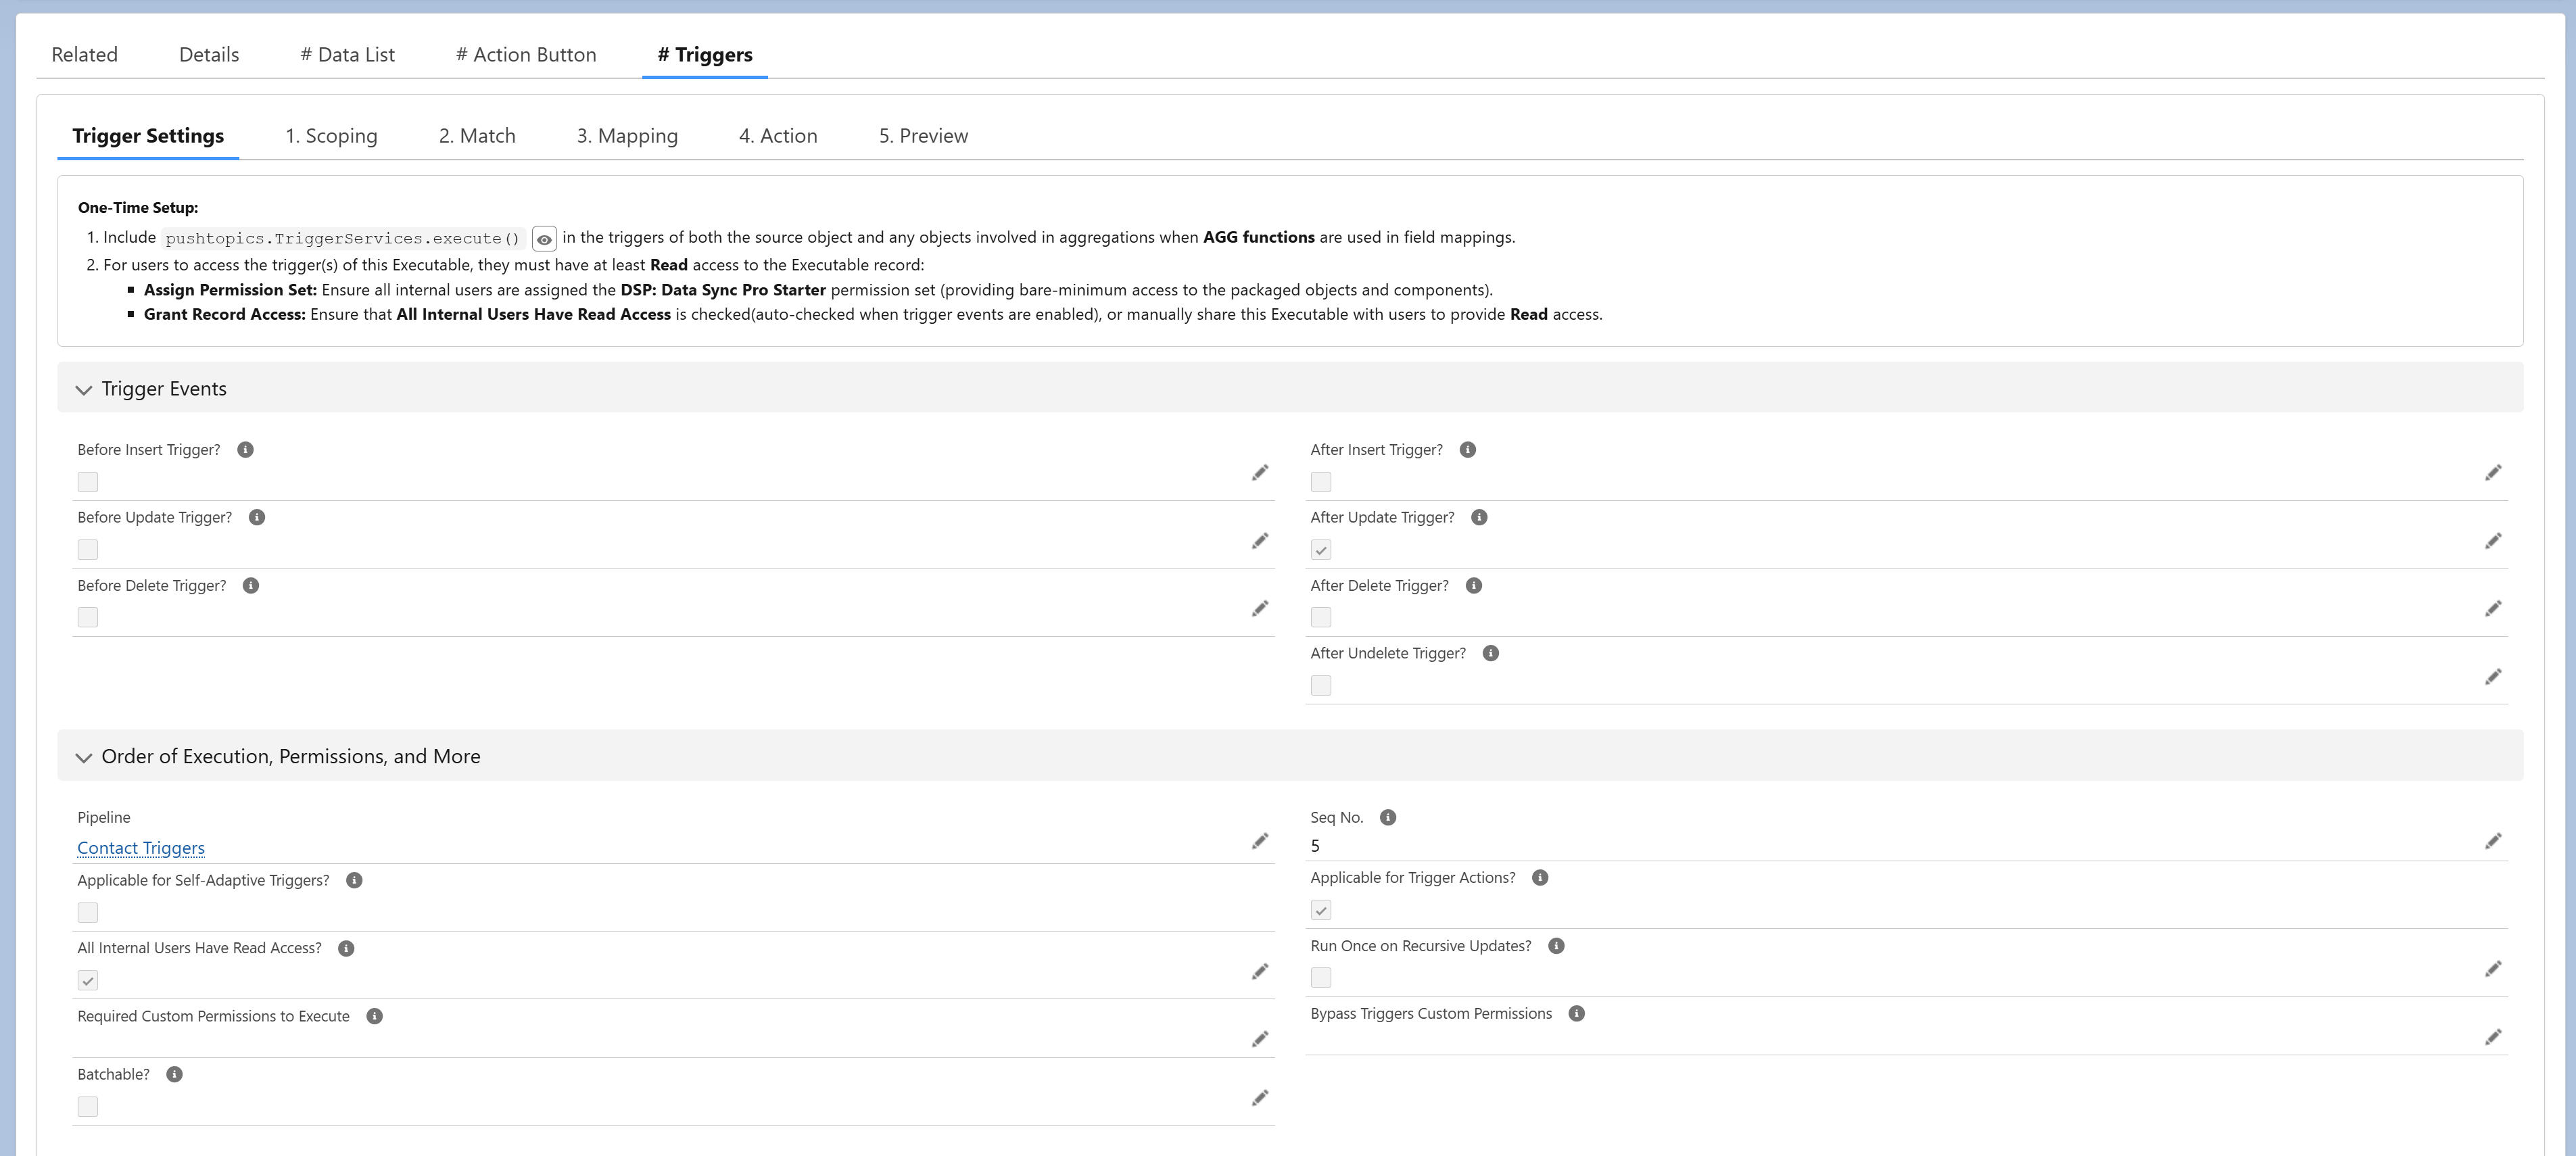 Related Details # Data List # Action Button # Triggers
Trigger Settings 1. Scoping 2. Match 3. Mapping 4. Action 5. Preview
One-Time Setup:
1. Include pushtopics.TriggerServices.execute() in the triggers of both the source object and any objects involved in aggregations when AGG functions are used in field mappings.
2. For users to access the trigger(s) of this Executable, they must have at least Read access to the Executable record:
▪ Assign Permission Set: Ensure all internal users are assigned the DSP: Data Sync Pro Starter permission set (providing bare-minimum access to the packaged objects and components).
▪ Grant Record Access: Ensure that All Internal Users Have Read Access is checked(auto-checked when trigger events are enabled), or manually share this Executable with users to provide Read access.
Trigger Events
Before Insert Trigger?
After Insert Trigger?
Before Update Trigger?
After Update Trigger?
Before Delete Trigger?
After Delete Trigger?
After Undelete Trigger?
Order of Execution, Permissions, and More
Pipeline
Contact Triggers
Seq No.
5
Applicable for Self-Adaptive Triggers?
Applicable for Trigger Actions?
All Internal Users Have Read Access?
Run Once on Recursive Updates?
Required Custom Permissions to Execute
Bypass Triggers Custom Permissions
Batchable?